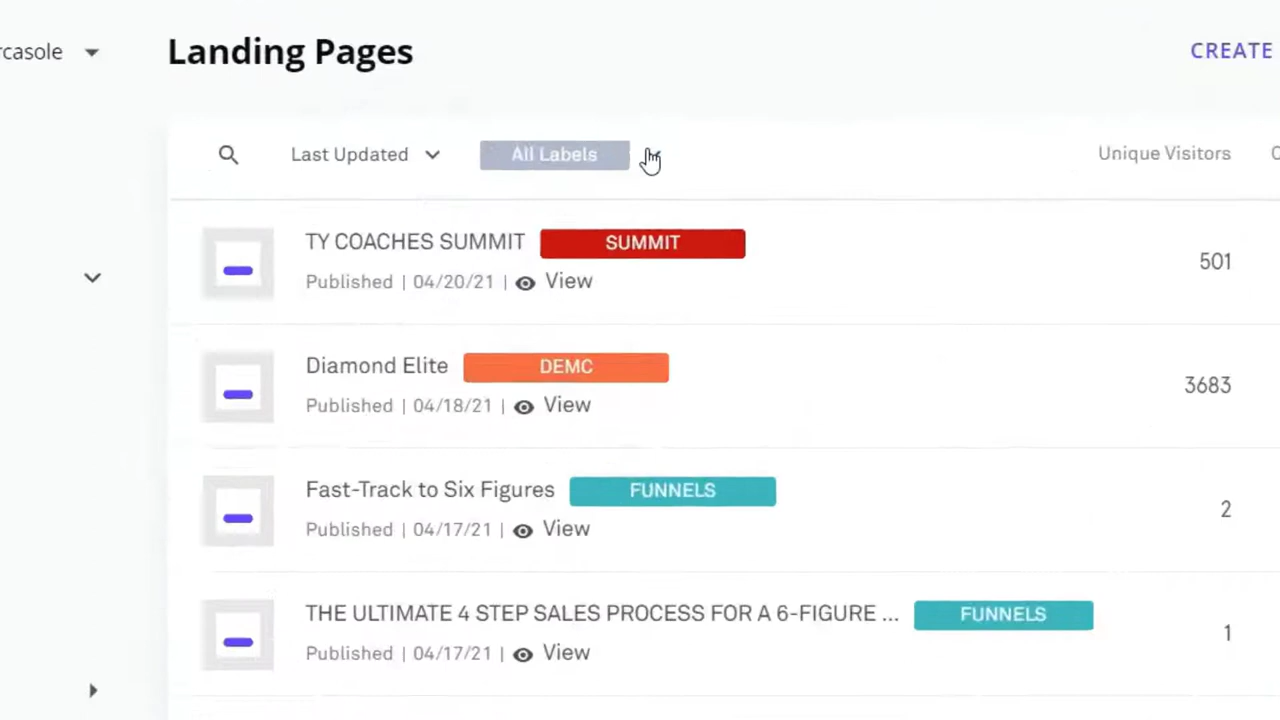 rcasole
Landing Pages
CREATE
Last Updated
All Labels
Unique Visitors
TY COACHES SUMMIT
SUMMIT
501
Published | 04/20/21 | View
Diamond Elite
DEMC
3683
Published | 04/18/21 | View
Fast-Track to Six Figures
FUNNELS
2
Published | 04/17/21 | View
THE ULTIMATE 4 STEP SALES PROCESS FOR A 6-FIGURE ...
FUNNELS
1
Published | 04/17/21 | View